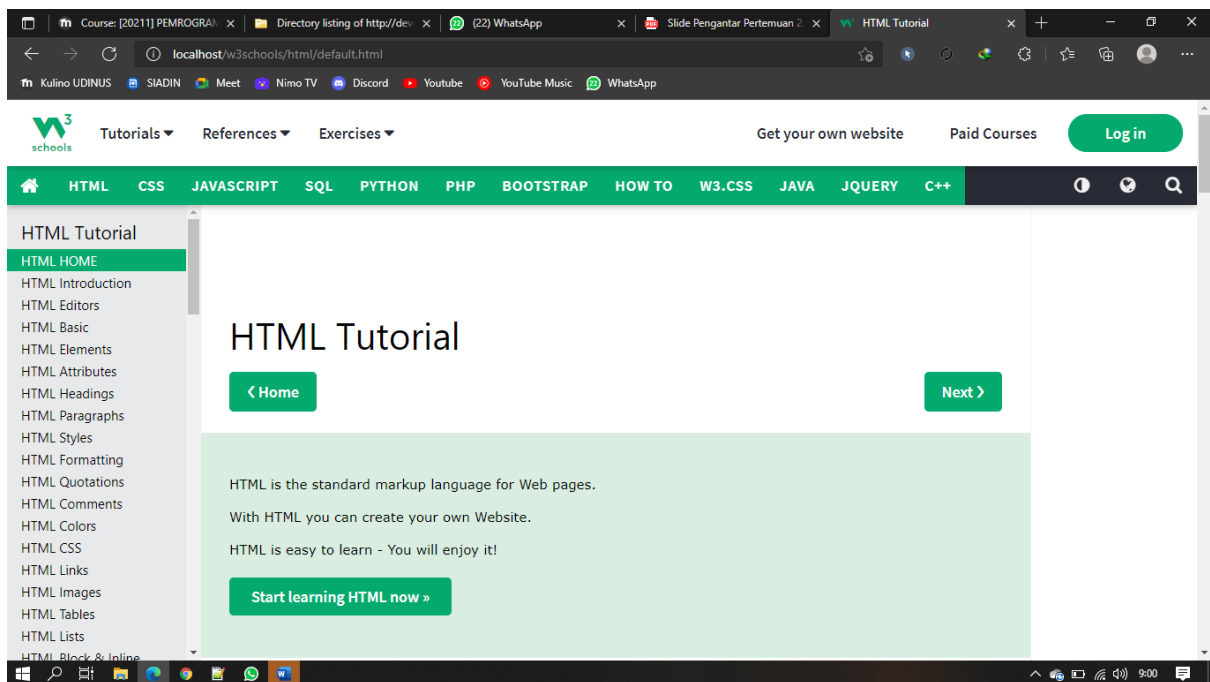 Course: [20211] PEMROGRAN
Directory listing of http://dev
(22) WhatsApp
Slide Pengantar Pertemuan 2
HTML Tutorial
localhost/w3schools/html/default.html
Kulino UDINUS SIADIN Meet Nimo TV Discord Youtube YouTube Music WhatsApp
3
schools
Tutorials References Exercises Get your own website Paid Courses Log in
HTML CSS JAVASCRIPT SQL PYTHON PHP BOOTSTRAP HOW TO W3.CSS JAVA JQUERY C++
HTML Tutorial
HTML HOME
HTML Introduction
HTML Editors
HTML Basic
HTML Elements
HTML Attributes
HTML Headings
HTML Paragraphs
HTML Styles
HTML Formatting
HTML Quotations
HTML Comments
HTML Colors
HTML CSS
HTML Links
HTML Images
HTML Tables
HTML Lists
HTML Block & Inline
HTML Tutorial
❮ Home Next ❯
HTML is the standard markup language for Web pages.
With HTML you can create your own Website.
HTML is easy to learn - You will enjoy it!
Start learning HTML now »
9:00